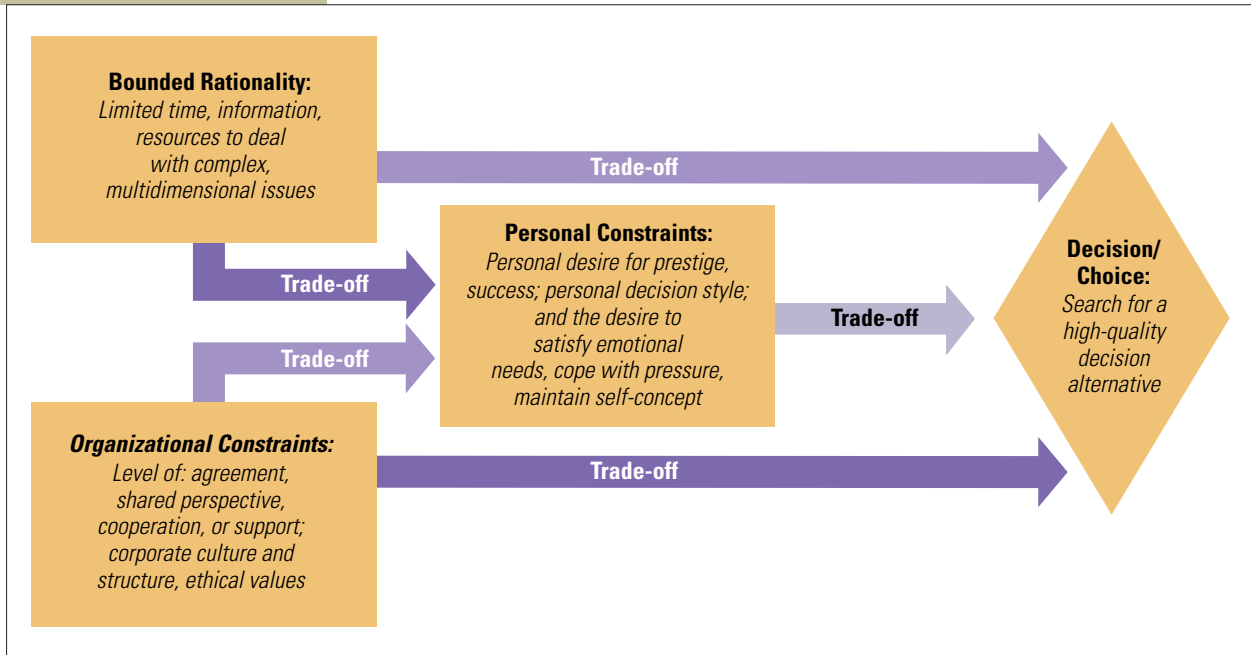 Bounded Rationality:
Limited time, information,
resources to deal
with complex,
multidimensional issues
Trade-off
Trade-off
Personal Constraints:
Personal desire for prestige,
success; personal decision style;
and the desire to
satisfy emotional
needs, cope with pressure,
maintain self-concept
Trade-off
Decision/
Choice:
Search for a
high-quality
decision
alternative
Trade-off
Organizational Constraints:
Level of: agreement,
shared perspective,
cooperation, or support;
corporate culture and
structure, ethical values
Trade-off